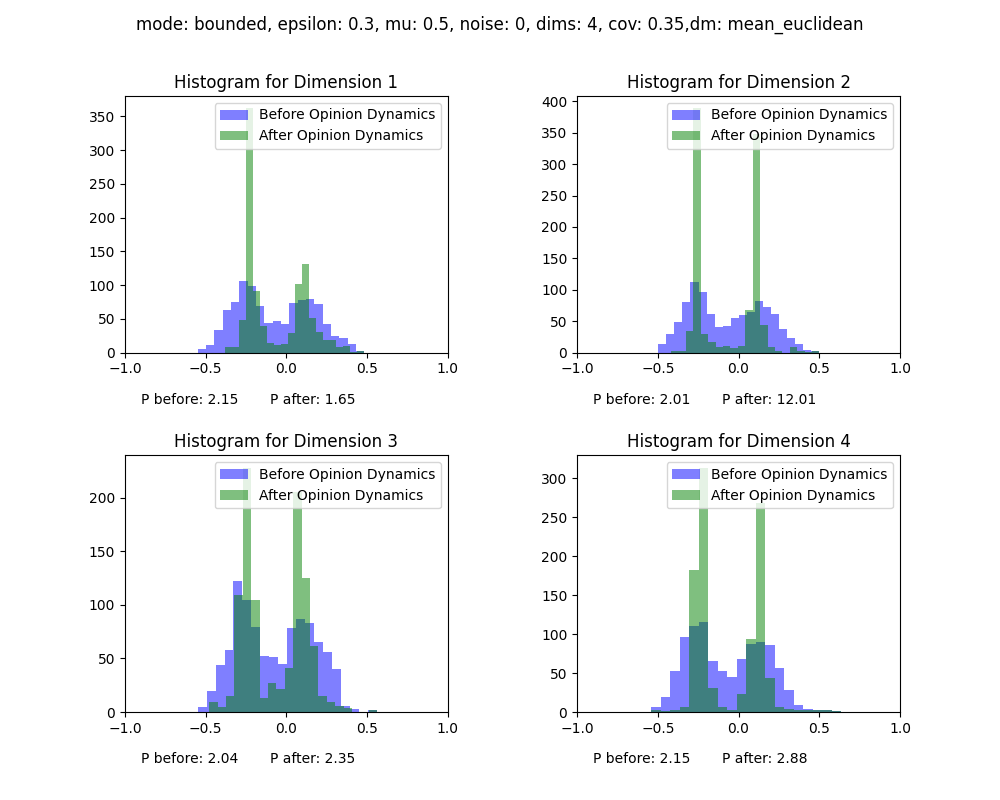 mode: bounded, epsilon: 0.3, mu: 0.5, noise: 0, dims: 4, cov: 0.35,dm: mean_euclidean
Histogram for Dimension 1
Before Opinion Dynamics
After Opinion Dynamics
350
300
250
200
150
100
50
0
−1.0 −0.5 0.0 0.5 1.0
P before: 2.15 P after: 1.65
Histogram for Dimension 2
Before Opinion Dynamics
After Opinion Dynamics
400
350
300
250
200
150
100
50
0
−1.0 −0.5 0.0 0.5 1.0
P before: 2.01 P after: 12.01
Histogram for Dimension 3
Before Opinion Dynamics
After Opinion Dynamics
200
150
100
50
0
−1.0 −0.5 0.0 0.5 1.0
P before: 2.04 P after: 2.35
Histogram for Dimension 4
Before Opinion Dynamics
After Opinion Dynamics
300
250
200
150
100
50
0
−1.0 −0.5 0.0 0.5 1.0
P before: 2.15 P after: 2.88